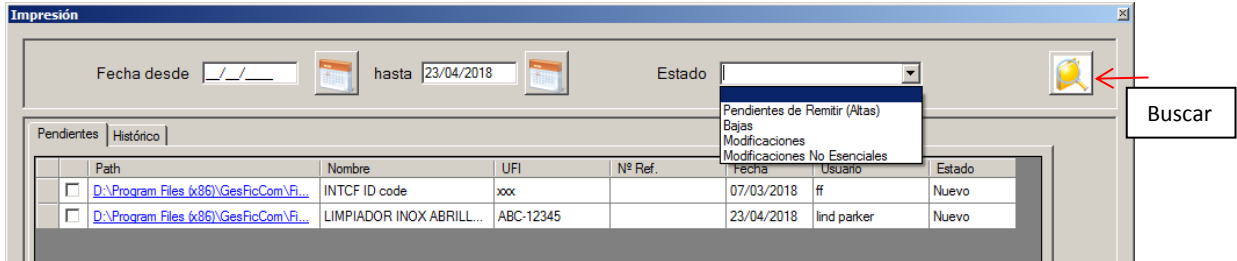 Impresión
Fecha desde __/__/____ hasta 23/04/2018 Estado
Pendientes de Remitir (Altas)
Bajas
Modificaciones
Modificaciones No Esenciales
Buscar
Pendientes Histórico
Path Nombre UFI Nº Ref. Fecha Usuario Estado
D:\Program Files (x86)\GesFicCom\Fi... INTCF ID code xxx 07/03/2018 ff Nuevo
D:\Program Files (x86)\GesFicCom\Fi... LIMPIADOR INOX ABRILL... ABC-12345 23/04/2018 lind parker Nuevo